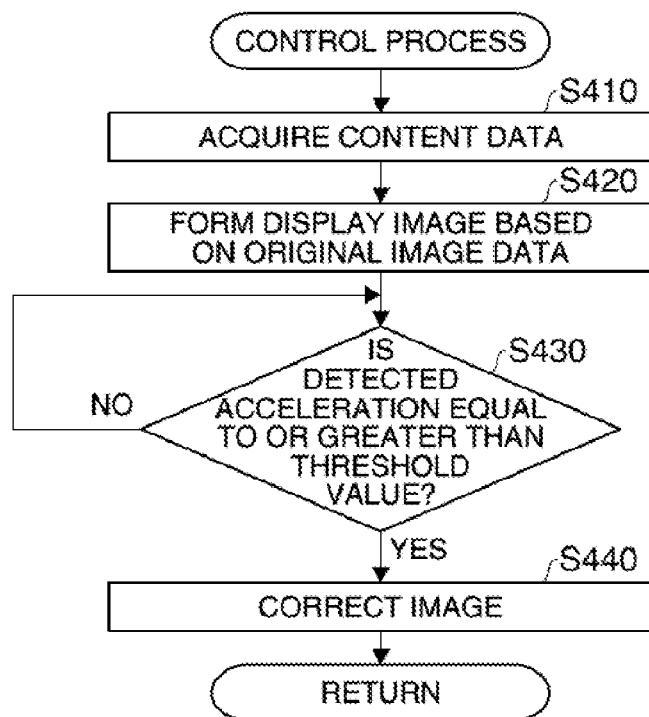 CONTROL PROCESS
S410
ACQUIRE CONTENT DATA
S420
FORM DISPLAY IMAGE BASED
ON ORIGINAL IMAGE DATA
S430
IS
DETECTED
ACCELERATION EQUAL
TO OR GREATER THAN
THRESHOLD
VALUE?
NO
YES
S440
CORRECT IMAGE
RETURN